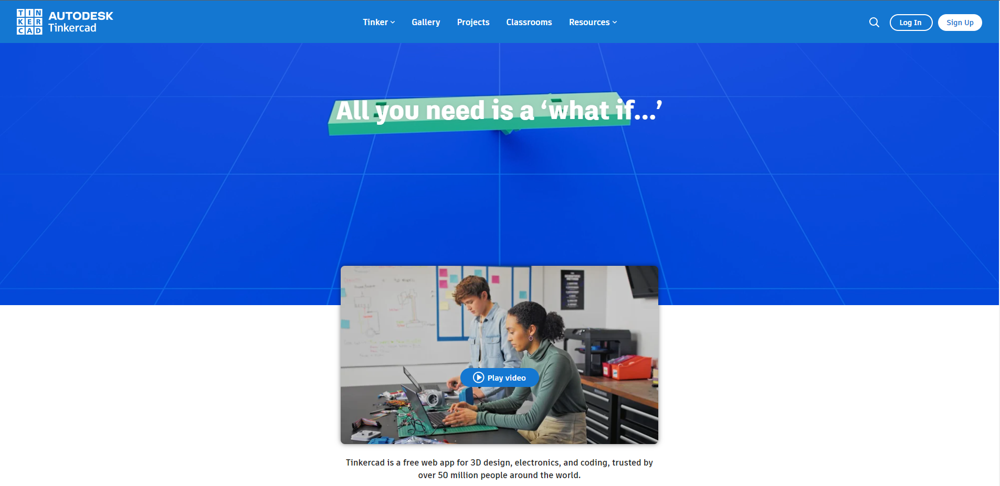 TIN
KER
CAD
AUTODESK
Tinkercad
Tinker
Gallery
Projects
Classrooms
Resources
Log In
Sign Up
All you need is a ‘what if...’
Play video
Tinkercad is a free web app for 3D design, electronics, and coding, trusted by
over 50 million people around the world.